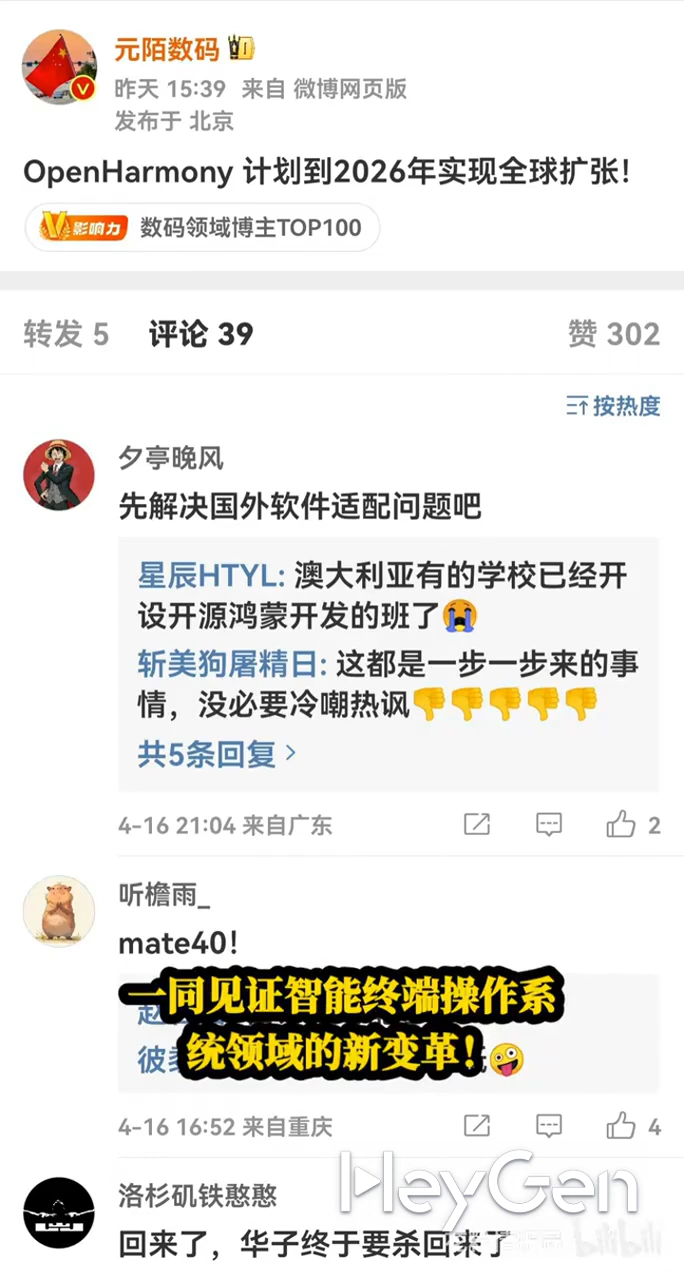 元陌数码
昨天 15:39 来自 微博网页版
发布于 北京
OpenHarmony 计划到2026年实现全球扩张！
影响力 数码领域博主TOP100
转发 5 评论 39 赞 302
按热度
夕亭晚风
先解决国外软件适配问题吧
星辰HTYL: 澳大利亚有的学校已经开
设开源鸿蒙开发的班了
斩美狗屠精日: 这都是一步一步来的事
情，没必要冷嘲热讽
共5条回复
4-16 21:04 来自广东
2
听檐雨_
mate40！
一同见证智能终端操作系
统领域的新变革！
4-16 16:52 来自重庆
4
洛杉矶铁憨憨
HeyGen
回来了，华子终于要杀回来了
bilibili